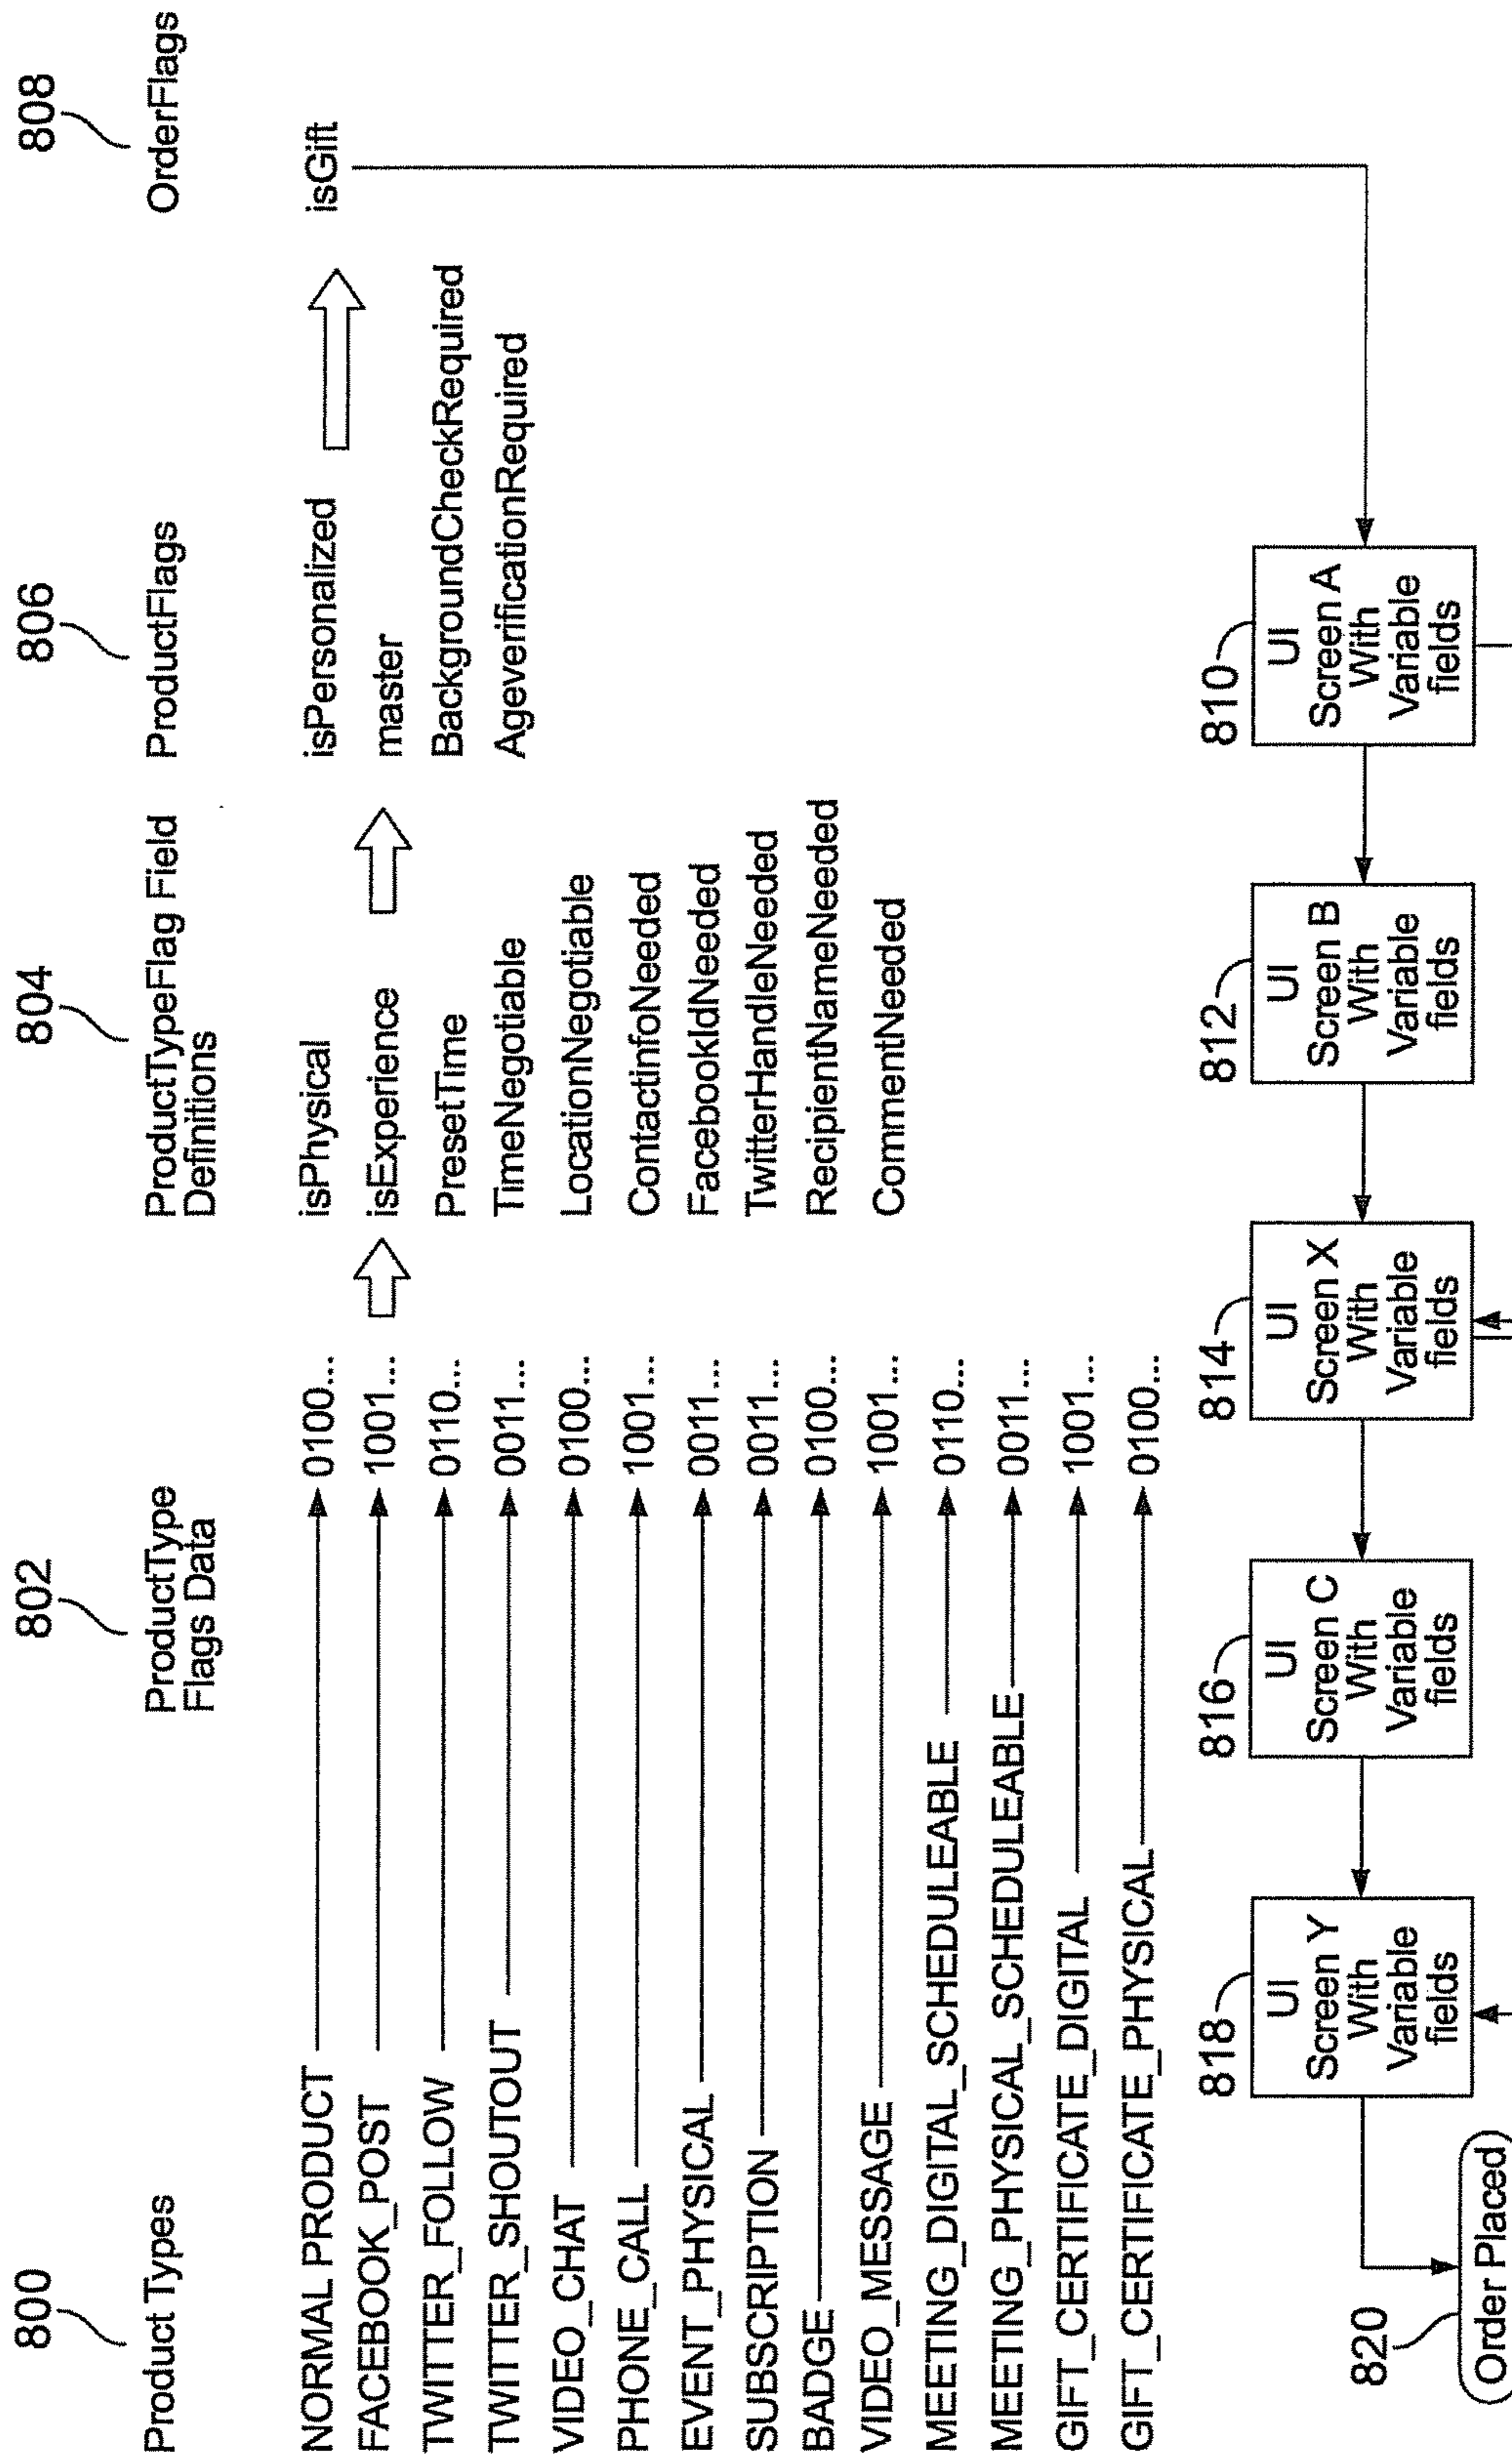 800
Product Types
NORMAL PRODUCT
FACEBOOK_POST
TWITTER_FOLLOW
TWITTER_SHOUTOUT
VIDEO_CHAT
PHONE_CALL
EVENT_PHYSICAL
SUBSCRIPTION
BADGE
VIDEO_MESSAGE
MEETING_DIGITAL_SCHEDULEABLE
MEETING_PHYSICAL_SCHEDULEABLE
GIFT_CERTIFICATE_DIGITAL
GIFT_CERTIFICATE_PHYSICAL
802
ProductType
Flags Data
0100...
1001...
0110...
0011...
0100...
1001...
0011...
0011...
0100...
1001...
0110...
0011...
1001...
0100...
804
ProductTypeFlag Field
Definitions
isPhysical
isExperience
PresetTime
TimeNegotiable
LocationNegotiable
ContactinfoNeeded
FacebookIdNeeded
TwitterHandleNeeded
RecipientNameNeeded
CommentNeeded
806
ProductFlags
isPersonalized
master
BackgroundCheckRequired
AgeverificationRequired
808
OrderFlags
isGift
810
UI
Screen A
With
Variable
fields
812
UI
Screen B
With
Variable
fields
814
UI
Screen X
With
Variable
fields
816
UI
Screen C
With
Variable
fields
818
UI
Screen Y
With
Variable
fields
820
Order Placed